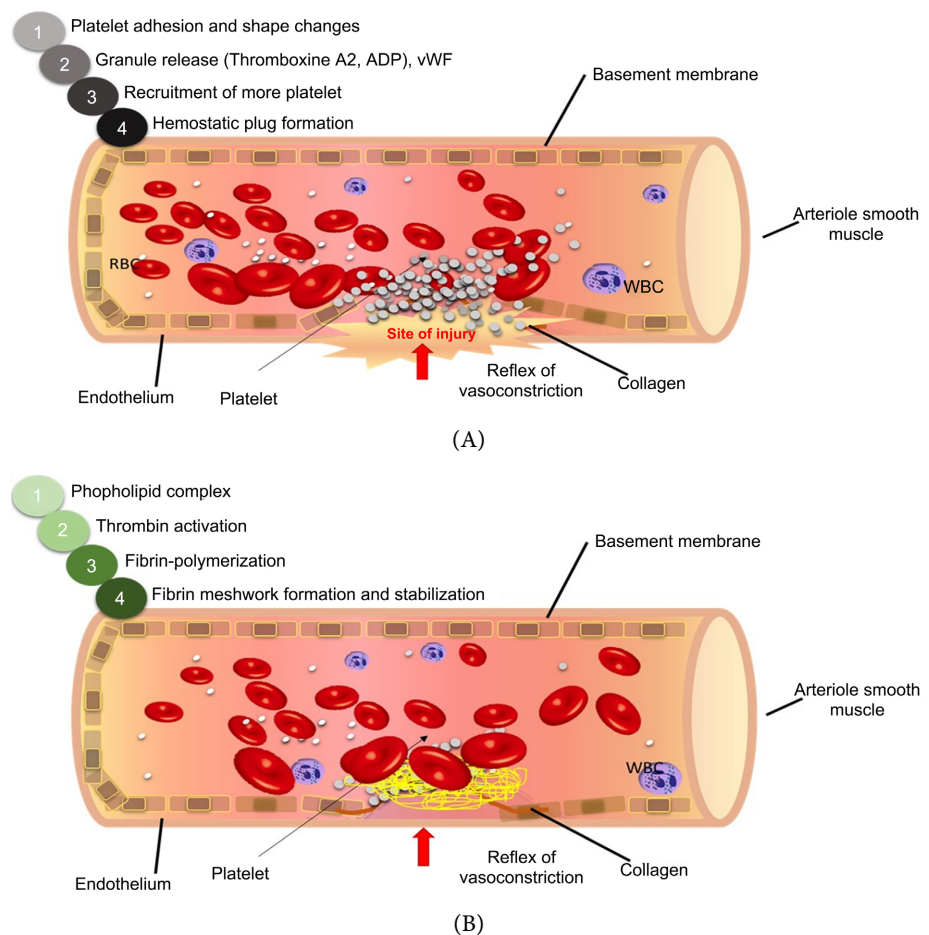 1 Platelet adhesion and shape changes
2 Granule release (Thromboxine A2, ADP), vWF
3 Recruitment of more platelet
4 Hemostatic plug formation
Basement membrane
Arteriole smooth
muscle
RBC
WBC
Site of injury
Endothelium
Platelet
Reflex of
vasoconstriction
Collagen
(A)
1 Phopholipid complex
2 Thrombin activation
3 Fibrin-polymerization
4 Fibrin meshwork formation and stabilization
Basement membrane
Arteriole smooth
muscle
WBC
Endothelium
Platelet
Reflex of
vasoconstriction
Collagen
(B)